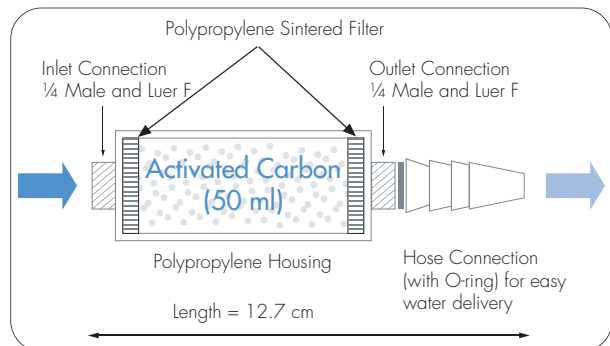 Polypropylene Sintered Filter
Inlet Connection
¼ Male and Luer F
Outlet Connection
¼ Male and Luer F
Activated Carbon
(50 ml)
Polypropylene Housing
Hose Connection
(with O-ring) for easy
water delivery
Length = 12.7 cm